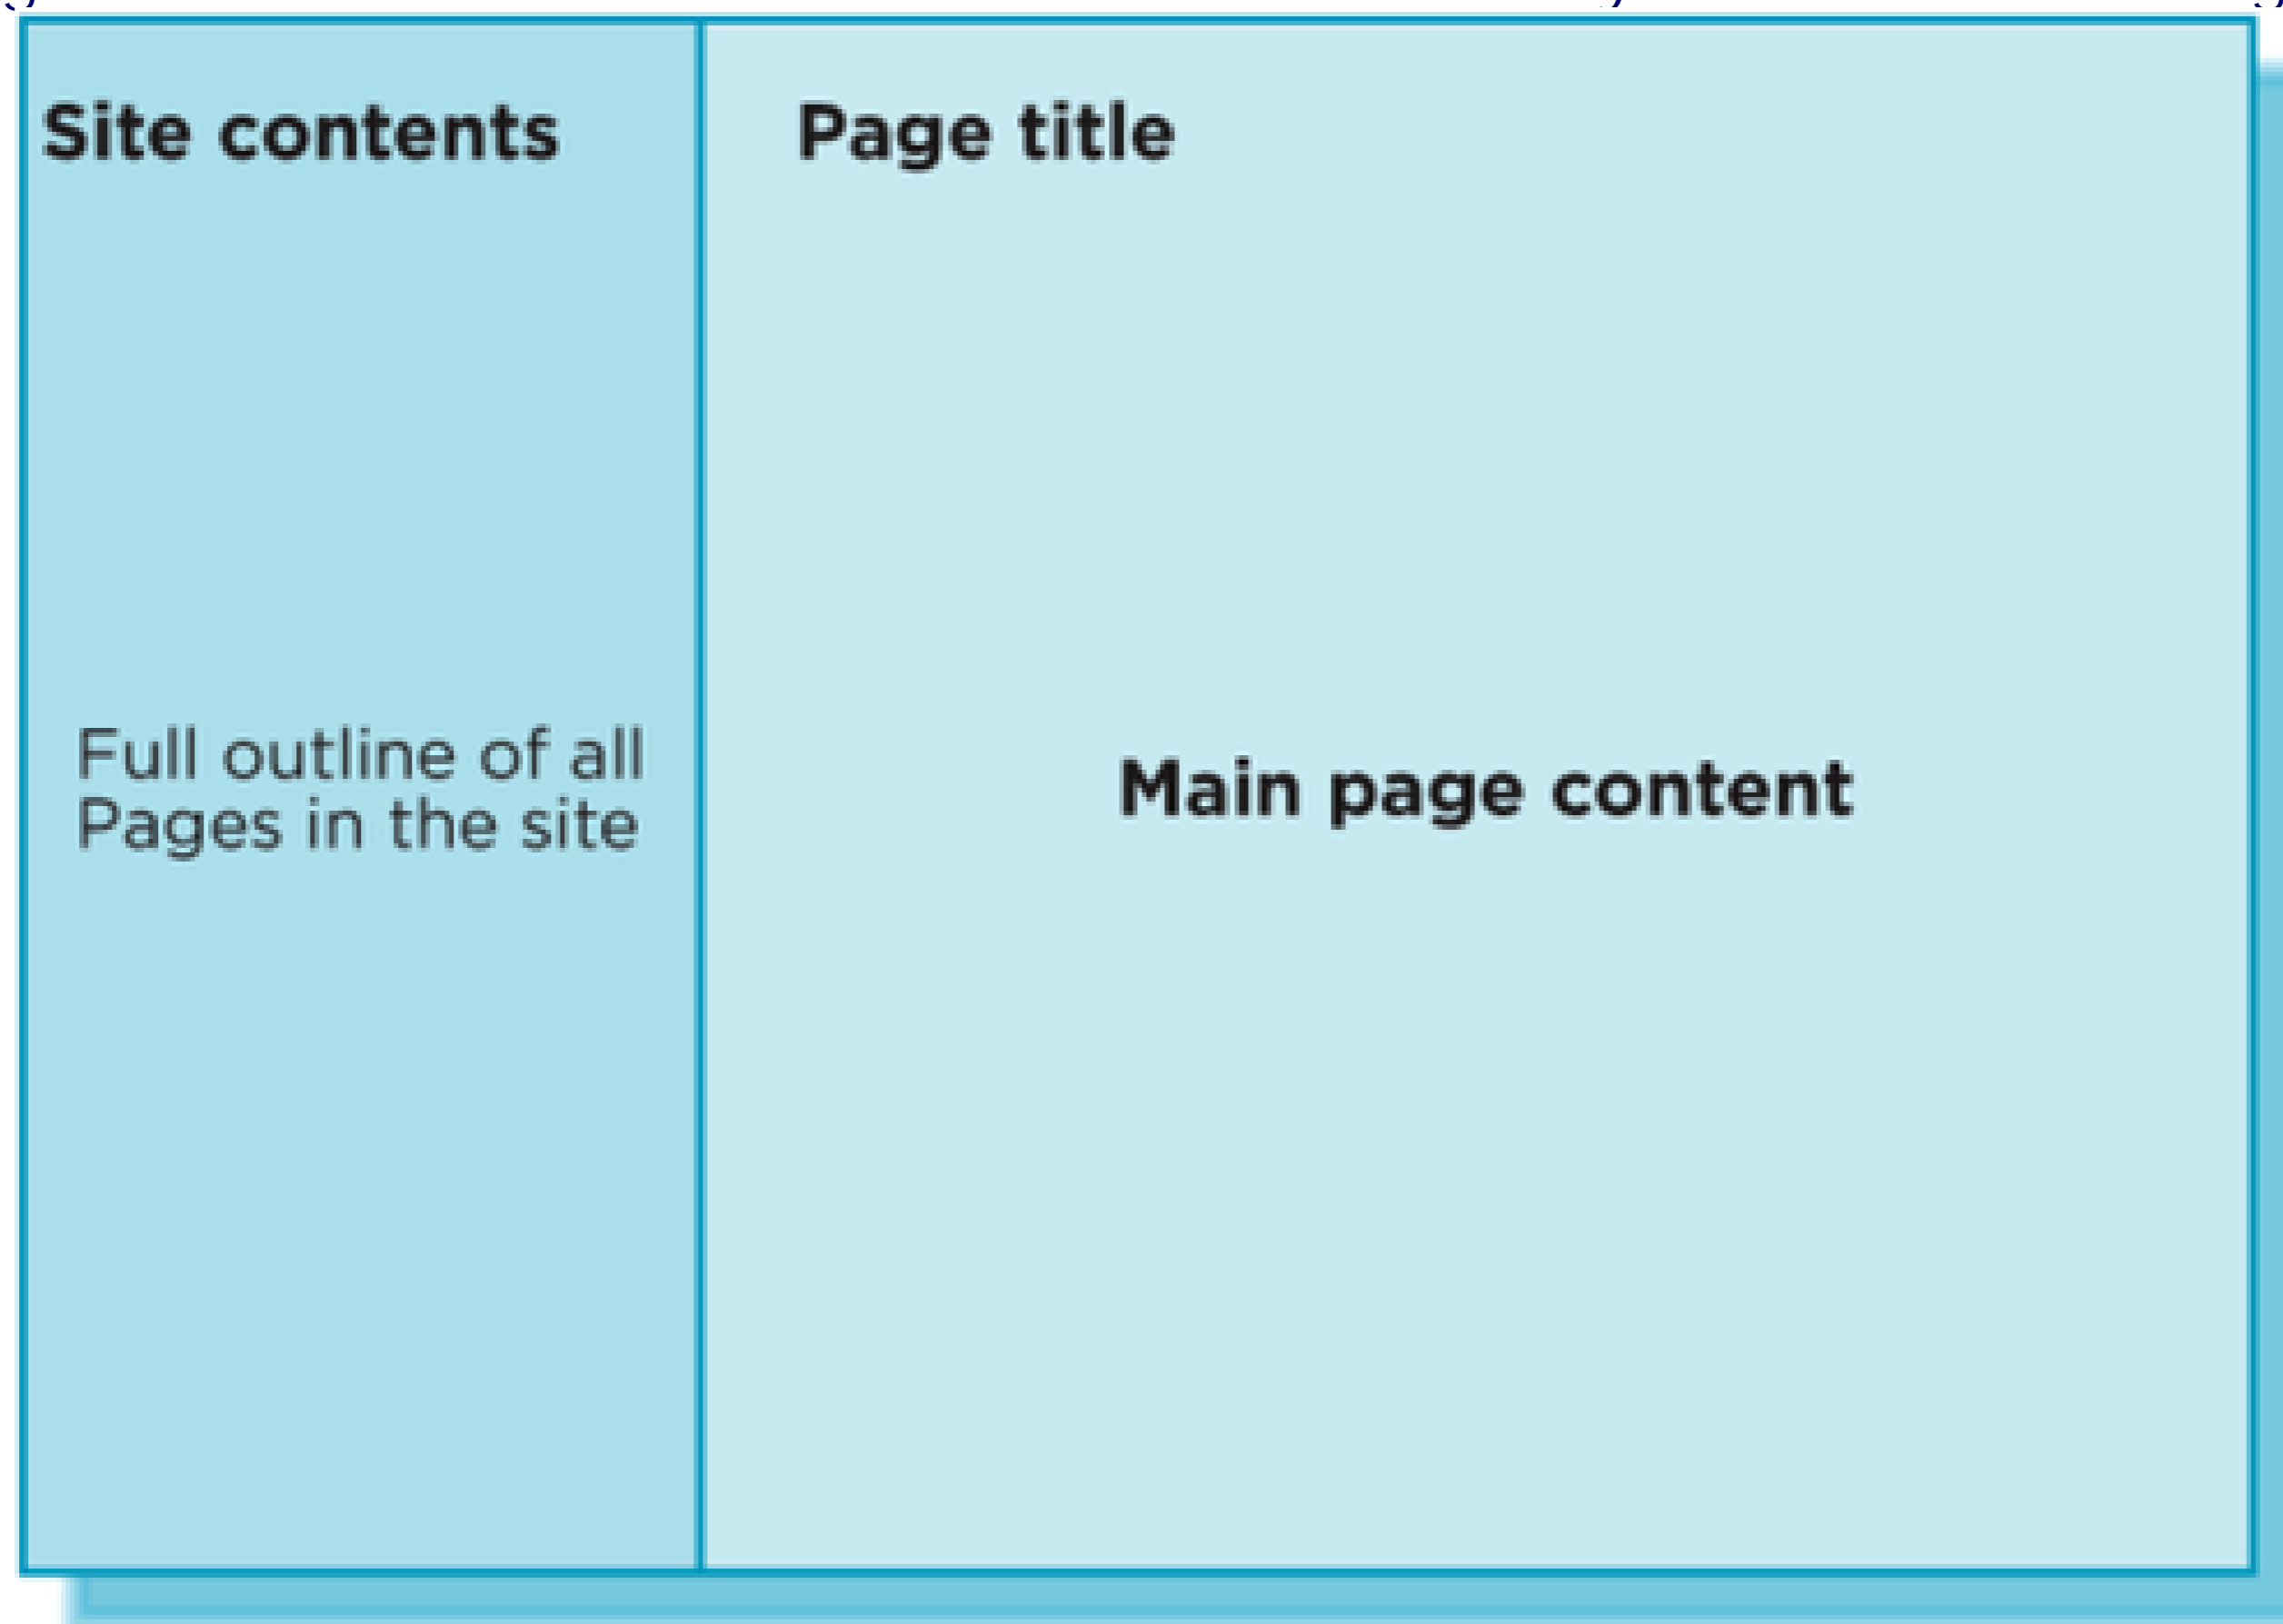 Site contents
Full outline of all
Pages in the site
Page title
Main page content